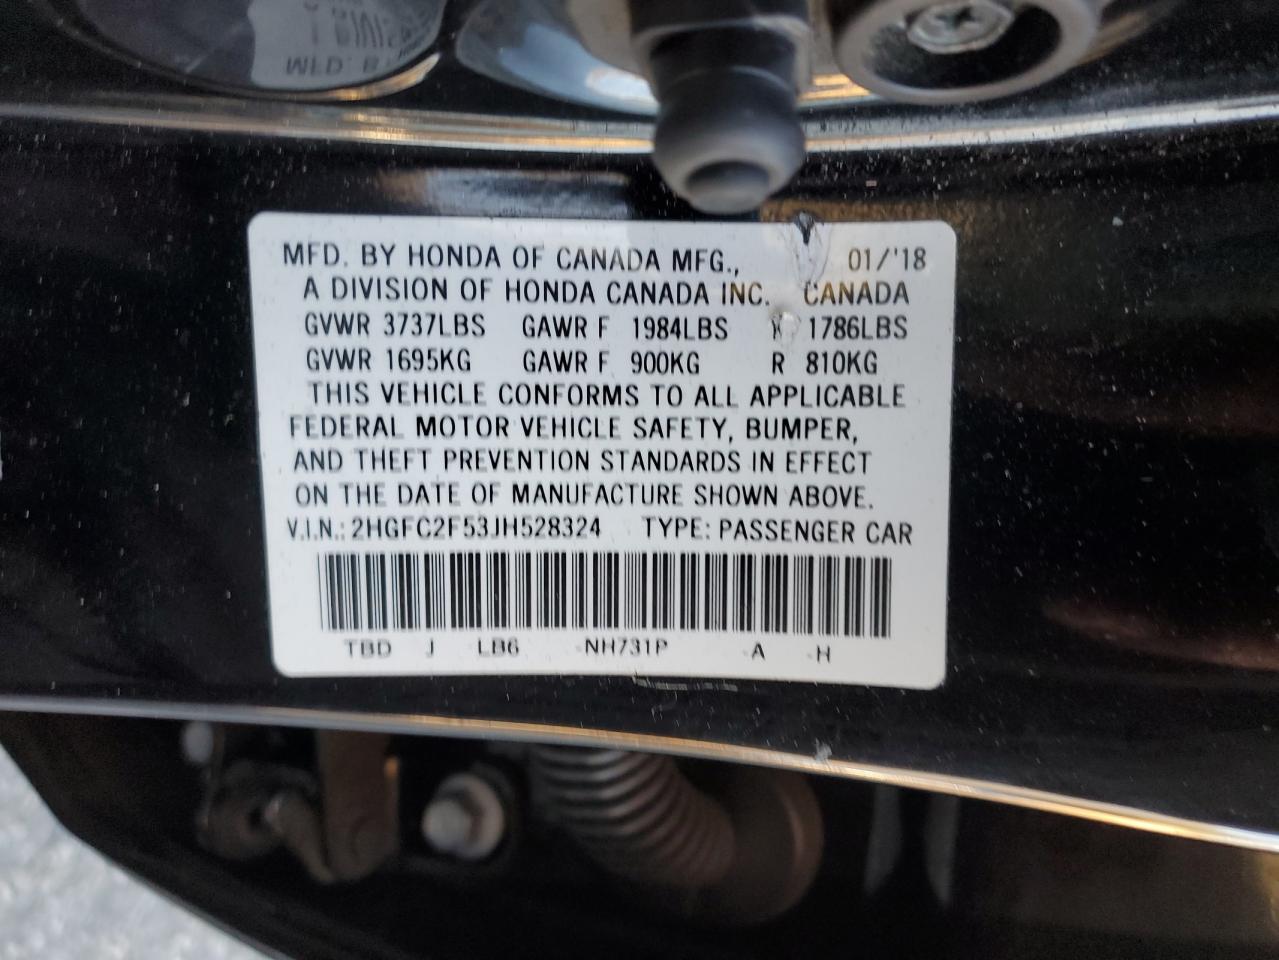 MFD. BY HONDA OF CANADA MFG., 01/'18
A DIVISION OF HONDA CANADA INC. CANADA
GVWR 3737LBS GAWR F 1984LBS R 1786LBS
GVWR 1695KG GAWR F 900KG R 810KG
THIS VEHICLE CONFORMS TO ALL APPLICABLE
FEDERAL MOTOR VEHICLE SAFETY, BUMPER,
AND THEFT PREVENTION STANDARDS IN EFFECT
ON THE DATE OF MANUFACTURE SHOWN ABOVE.
V.I.N.: 2HGFC2F53JH528324 TYPE: PASSENGER CAR
TBD J LB6 -NH731P -A -H